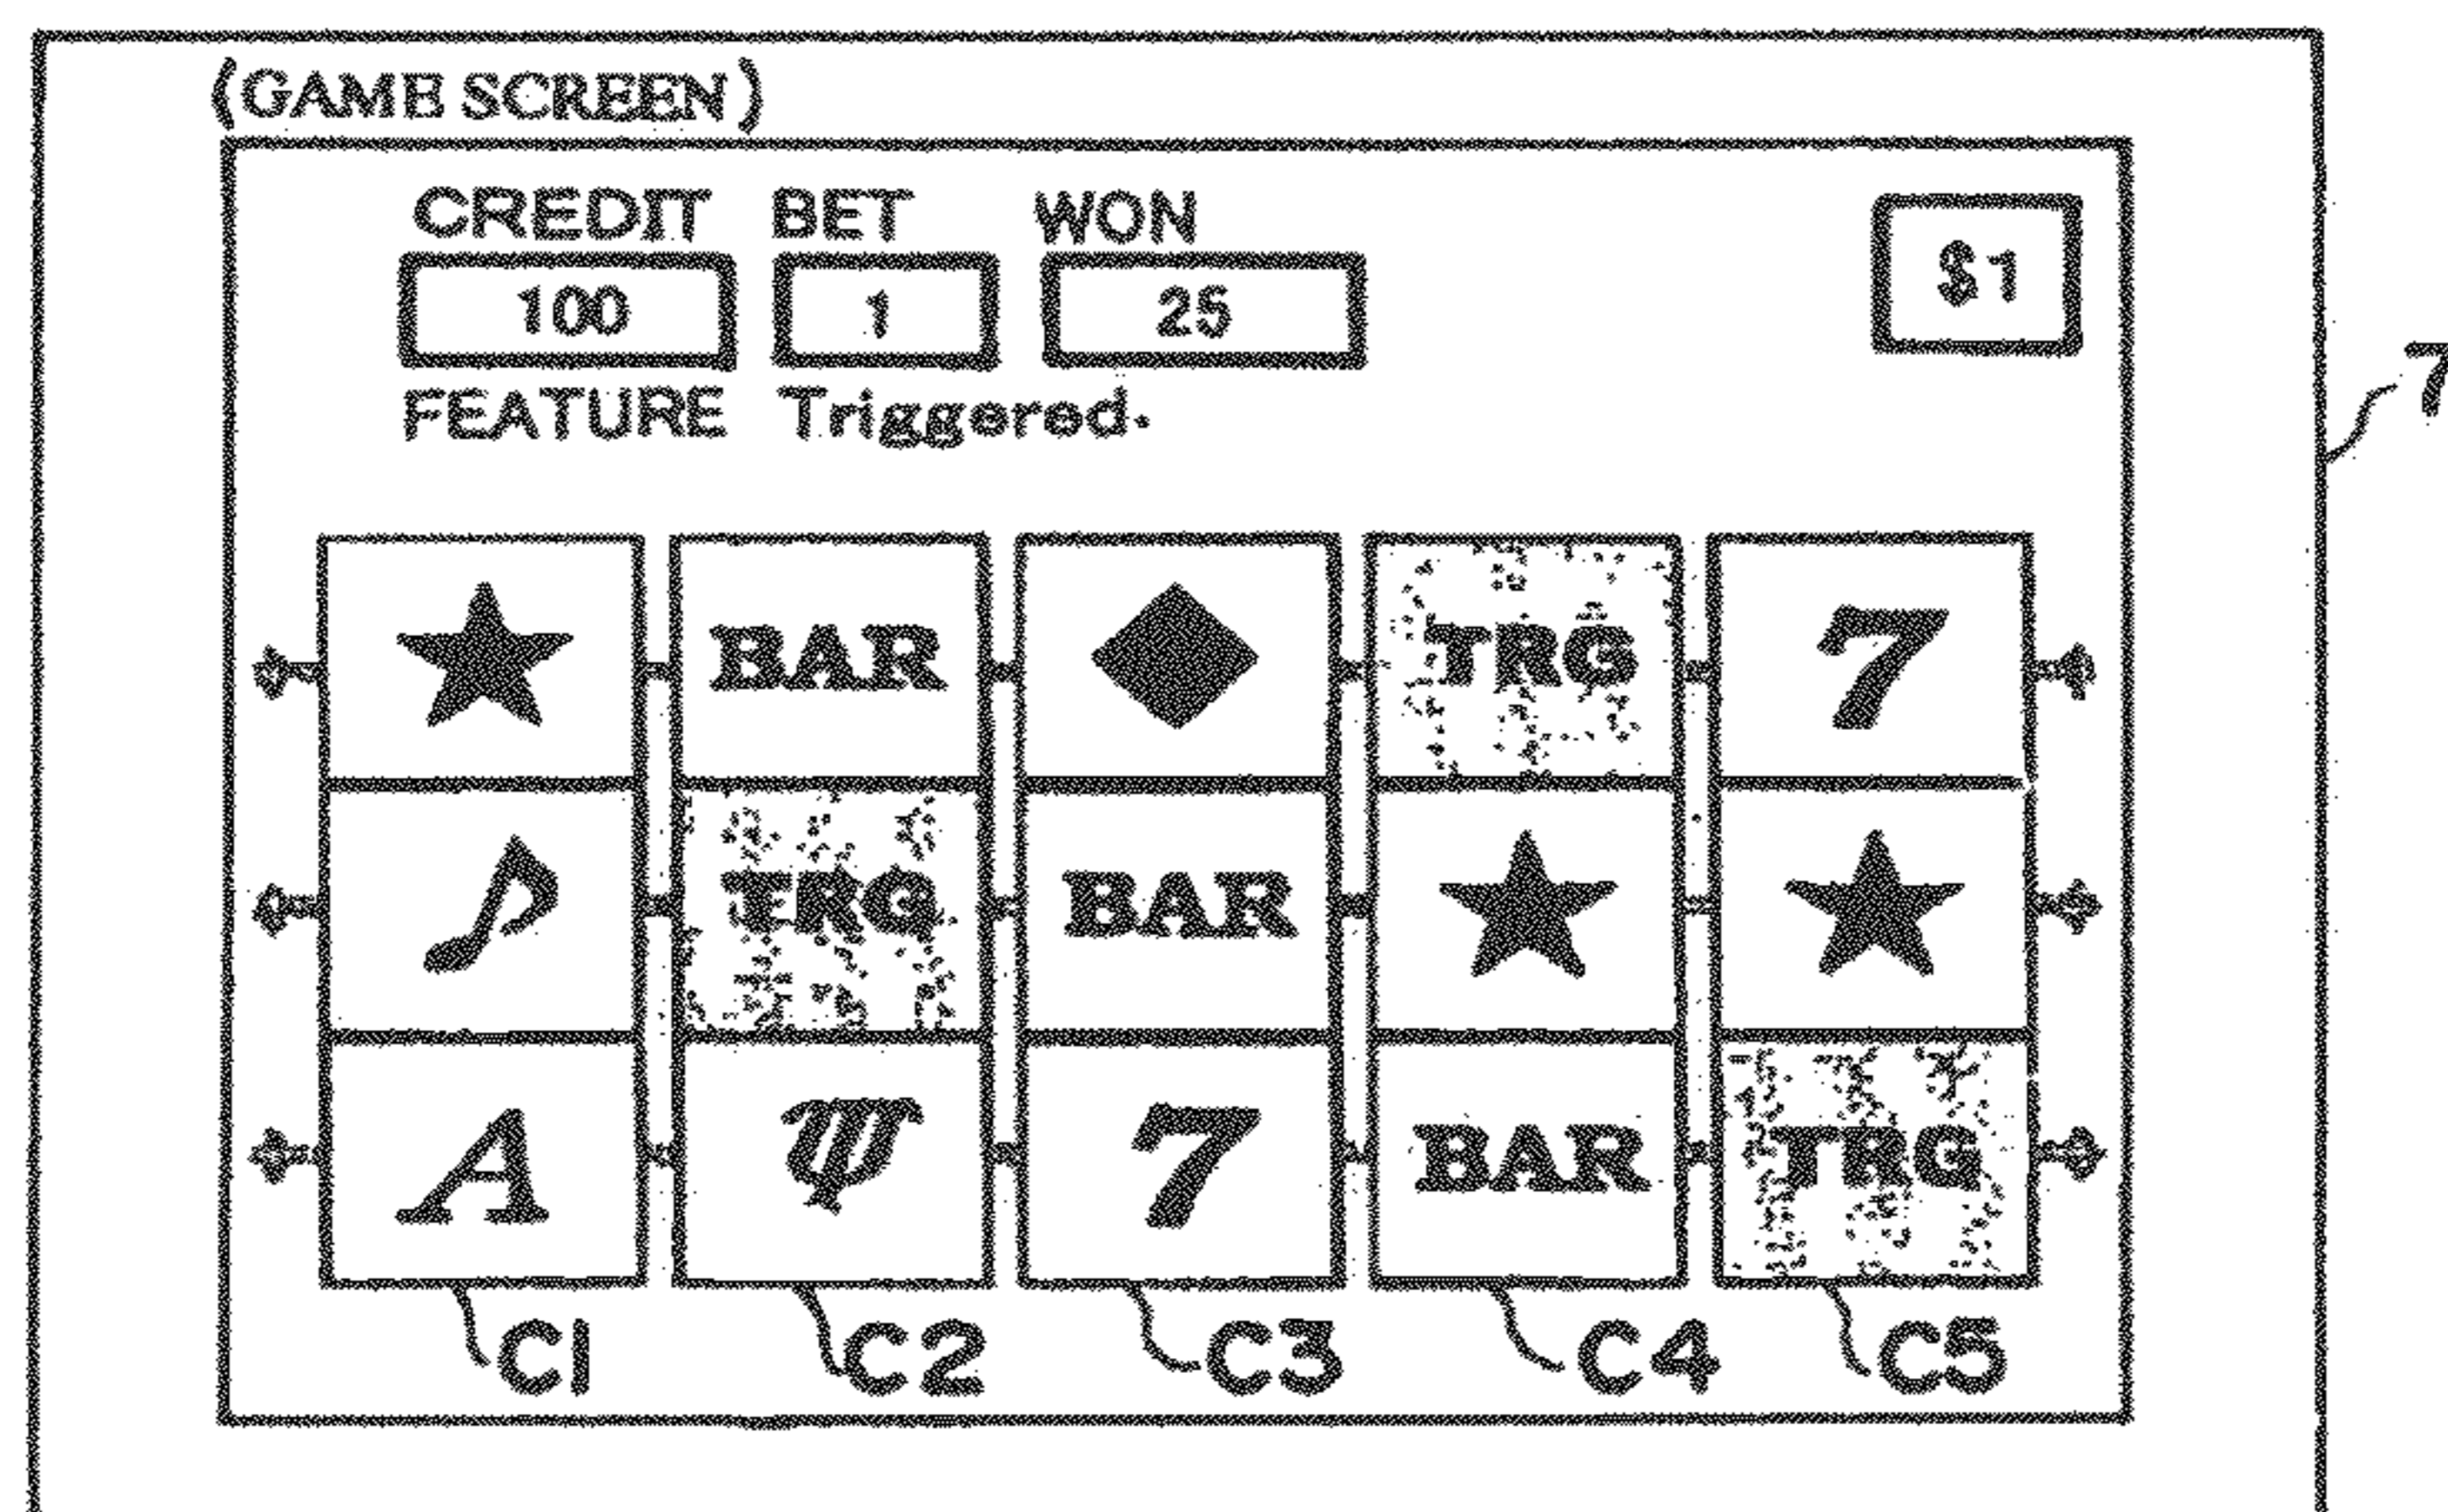 (GAME SCREEN)
CREDIT BET WON
100 1 25 $1
FEATURE Triggered.
7
BAR TRG 7
TRG BAR
A Ψ 7 BAR TRG
C1 C2 C3 C4 C5